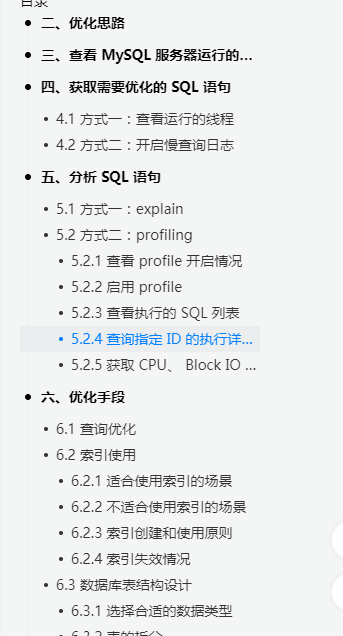 目录
二、优化思路
三、查看 MySQL 服务器运行的...
四、获取需要优化的 SQL 语句
4.1 方式一：查看运行的线程
4.2 方式二：开启慢查询日志
五、分析 SQL 语句
5.1 方式一：explain
5.2 方式二：profiling
5.2.1 查看 profile 开启情况
5.2.2 启用 profile
5.2.3 查看执行的 SQL 列表
5.2.4 查询指定 ID 的执行详...
5.2.5 获取 CPU、 Block IO ...
六、优化手段
6.1 查询优化
6.2 索引使用
6.2.1 适合使用索引的场景
6.2.2 不适合使用索引的场景
6.2.3 索引创建和使用原则
6.2.4 索引失效情况
6.3 数据库表结构设计
6.3.1 选择合适的数据类型
6.3.2 表的拆分